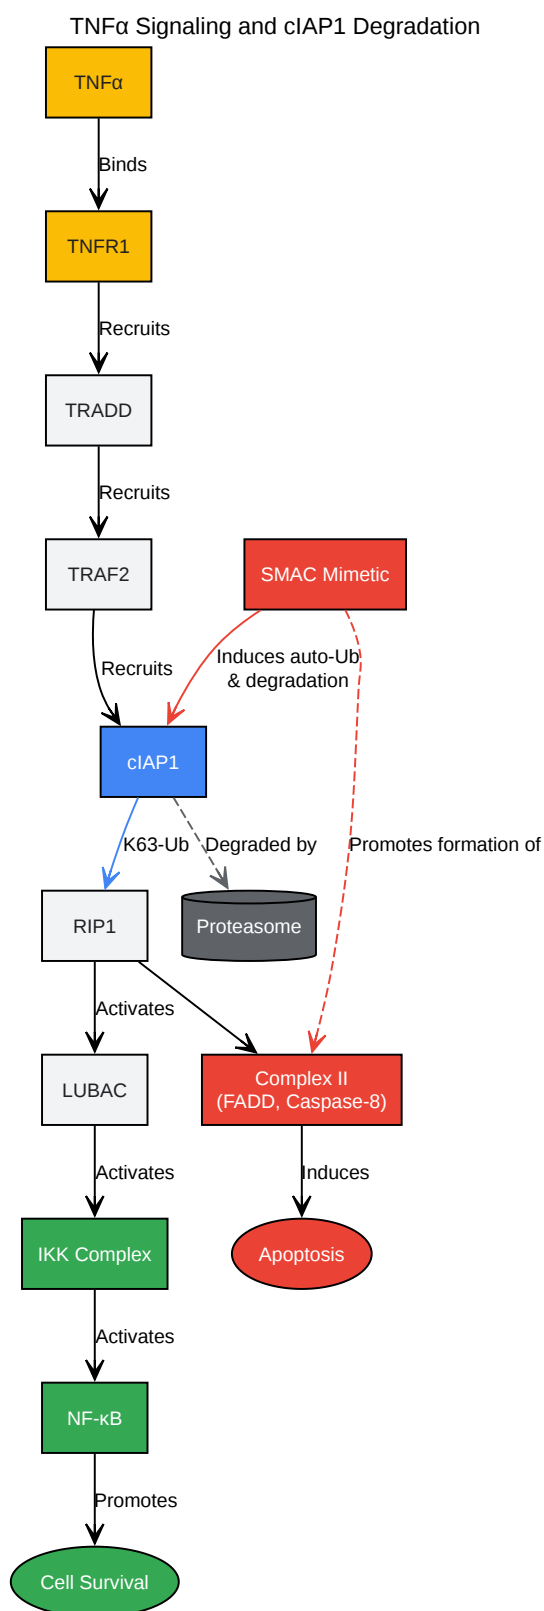 TNFα Signaling and cIAP1 Degradation
TNFα
Binds
TNFR1
Recruits
TRADD
Recruits
TRAF2
SMAC Mimetic
Recruits
Induces auto-Ub
& degradation
cIAP1
K63-Ub
Degraded by
Promotes formation of
RIP1
Proteasome
Activates
LUBAC
Complex II
(FADD, Caspase-8)
Activates
Induces
IKK Complex
Apoptosis
Activates
NF-κB
Promotes
Cell Survival